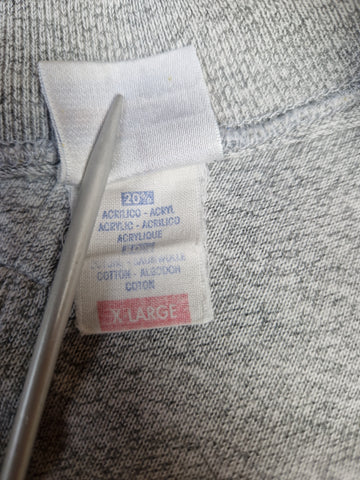 20%
ACRILICO - ACRYL
ACRYLIC - ACRILICO
ACRYLIQUE
COTTON - ALGODON
COTON
X LARGE